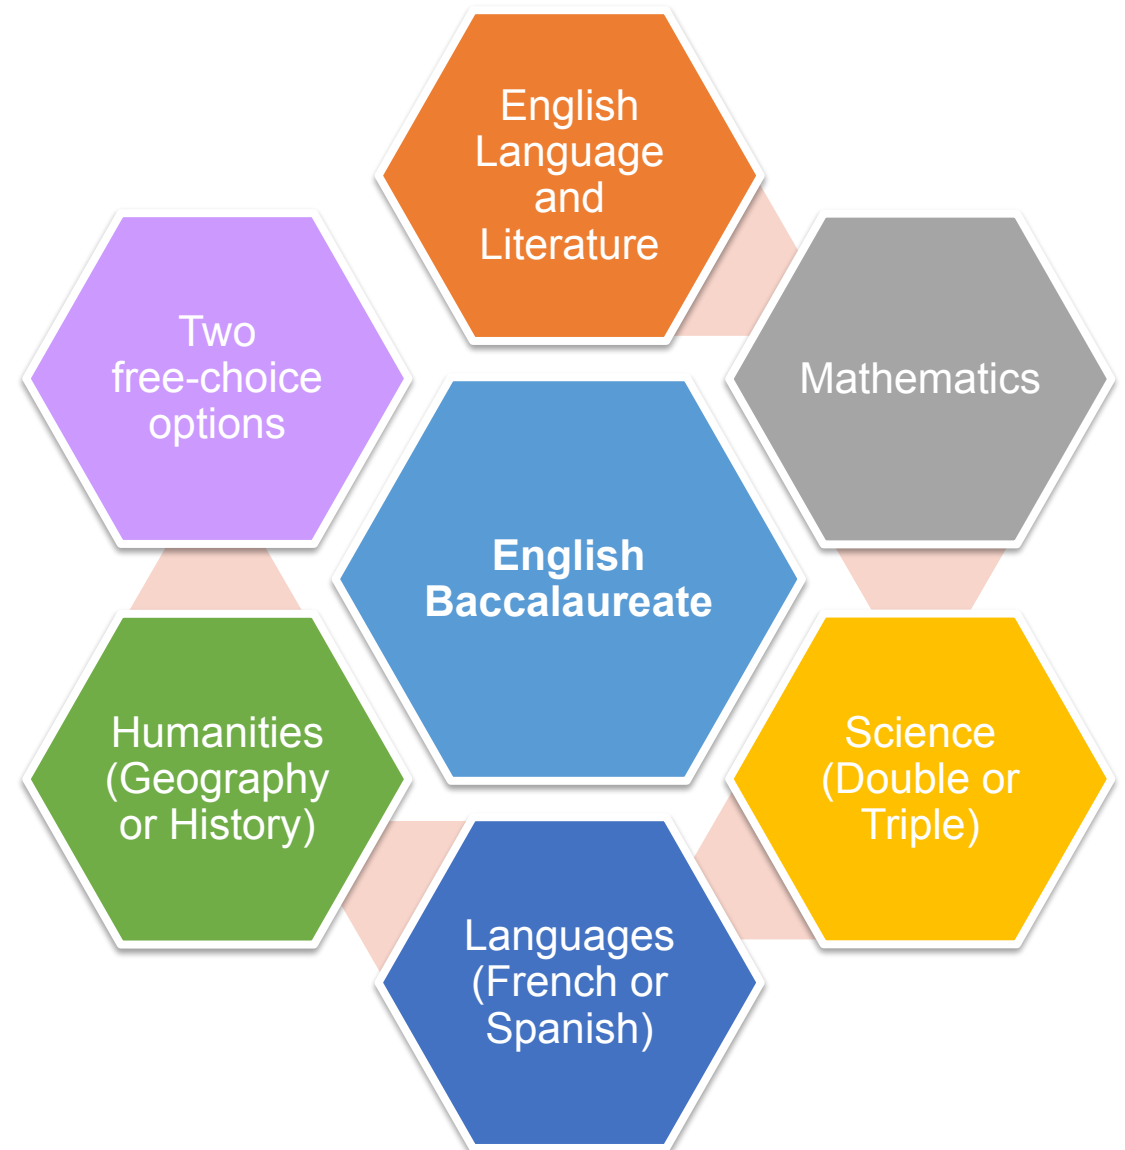 English
Language
and
Literature
Two
free-choice
options
Mathematics
English
Baccalaureate
Humanities
(Geography
or History)
Science
(Double or
Triple)
Languages
(French or
Spanish)